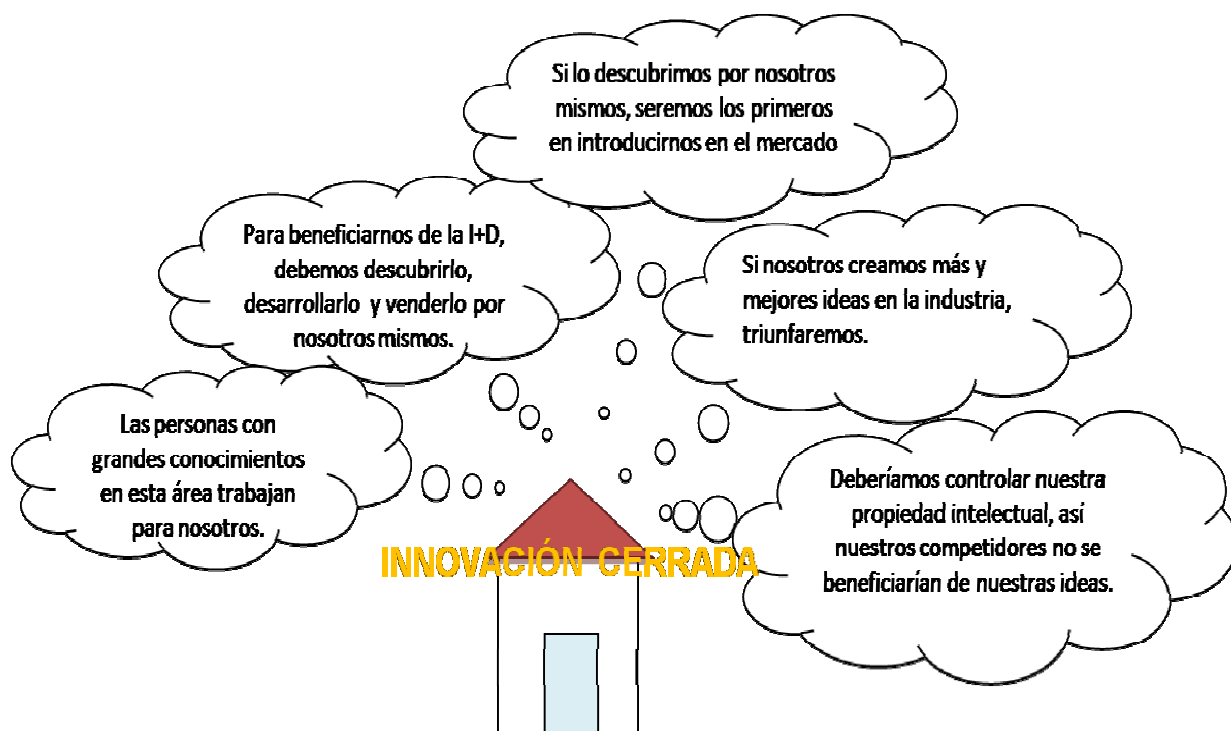 Si lo descubrimos por nosotros
mismos, seremos los primeros
en introducirnos en el mercado
Para beneficiarnos de la I+D,
debemos descubrirlo,
desarrollarlo y venderlo por
nosotros mismos.
Si nosotros creamos más y
mejores ideas en la industria,
triunfaremos.
Las personas con
grandes conocimientos
en esta área trabajan
para nosotros.
Deberíamos controlar nuestra
propiedad intelectual, así
nuestros competidores no se
beneficiarían de nuestras ideas.
INNOVACIÓN CERRADA